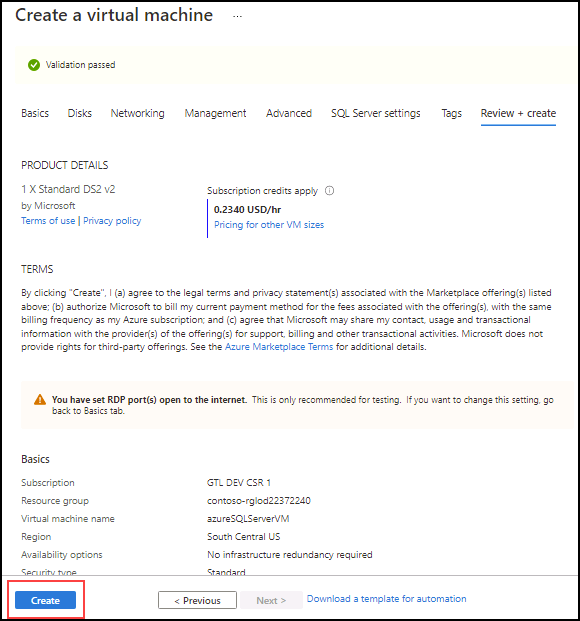 Create a virtual machine ...
Validation passed
Basics Disks Networking Management Advanced SQL Server settings Tags Review + create
PRODUCT DETAILS
1 X Standard DS2 v2
by Microsoft
Terms of use | Privacy policy
Subscription credits apply
0.2340 USD/hr
Pricing for other VM sizes
TERMS
By clicking "Create", I (a) agree to the legal terms and privacy statement(s) associated with the Marketplace offering(s) listed
above; (b) authorize Microsoft to bill my current payment method for the fees associated with the offering(s), with the same
billing frequency as my Azure subscription; and (c) agree that Microsoft may share my contact, usage and transactional
information with the provider(s) of the offering(s) for support, billing and other transactional activities. Microsoft does not
provide rights for third-party offerings. See the Azure Marketplace Terms for additional details.
You have set RDP port(s) open to the internet. This is only recommended for testing. If you want to change this setting, go
back to Basics tab.
Basics
Subscription GTL DEV CSR 1
Resource group contoso-rglod22372240
Virtual machine name azureSQLServerVM
Region South Central US
Availability options No infrastructure redundancy required
Security type Standard
Create < Previous Next > Download a template for automation